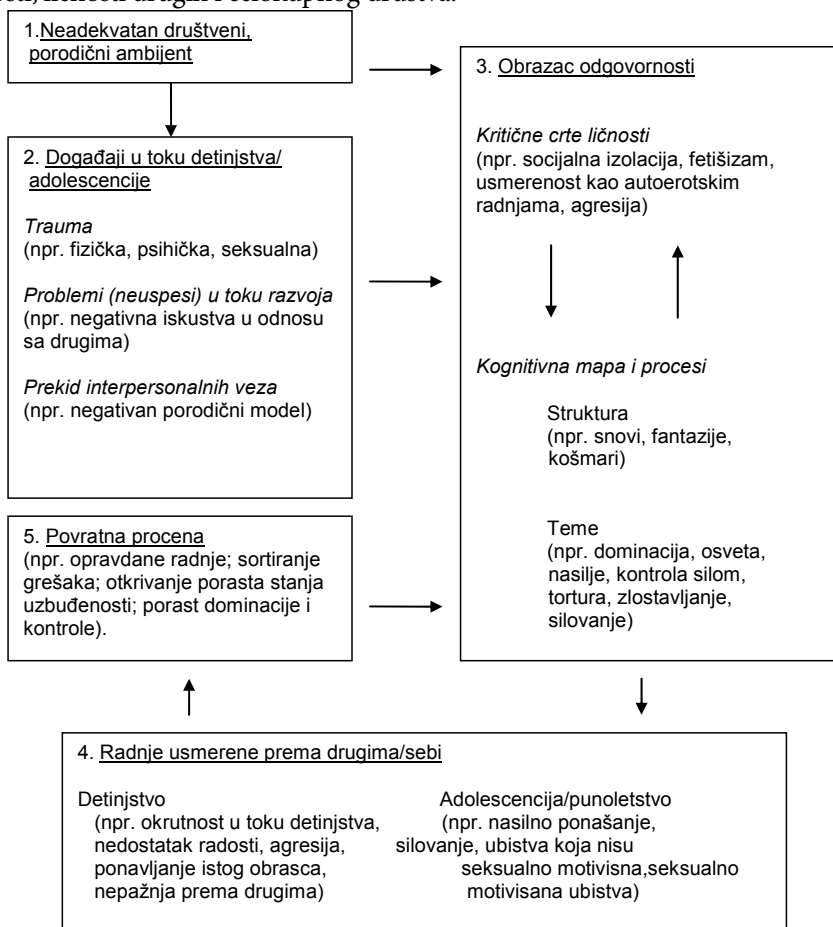 ličnosti drugih i celokupnog društva.
1.Neadekvatan društveni,
porodični ambijent
2. Događaji u toku detinjstva/
adolescencije
Trauma
(npr. fizička, psihička, seksualna)
Problemi (neuspesi) u toku razvoja
(npr. negativna iskustva u odnosu
sa drugima)
Prekid interpersonalnih veza
(npr. negativan porodični model)
3. Obrazac odgovornosti
Kritične crte ličnosti
(npr. socijalna izolacija, fetišizam,
usmerenost kao autoerotskim
radnjama, agresija)
Kognitivna mapa i procesi
Struktura
(npr. snovi, fantazije,
košmari)
Teme
(npr. dominacija, osveta,
nasilje, kontrola silom,
tortura, zlostavljanje,
silovanje)
5. Povratna procena
(npr. opravdane radnje; sortiranje
grešaka; otkrivanje porasta stanja
uzbuđenosti; porast dominacije i
kontrole).
4. Radnje usmerene prema drugima/sebi
Detinjstvo
(npr. okrutnost u toku detinjstva,
nedostatak radosti, agresija,
ponavljanje istog obrasca,
nepažnja prema drugima)
Adolescencija/punoletstvo
(npr. nasilno ponašanje,
silovanje, ubistva koja nisu
seksualno motivisna,seksualno
motivisana ubistva)